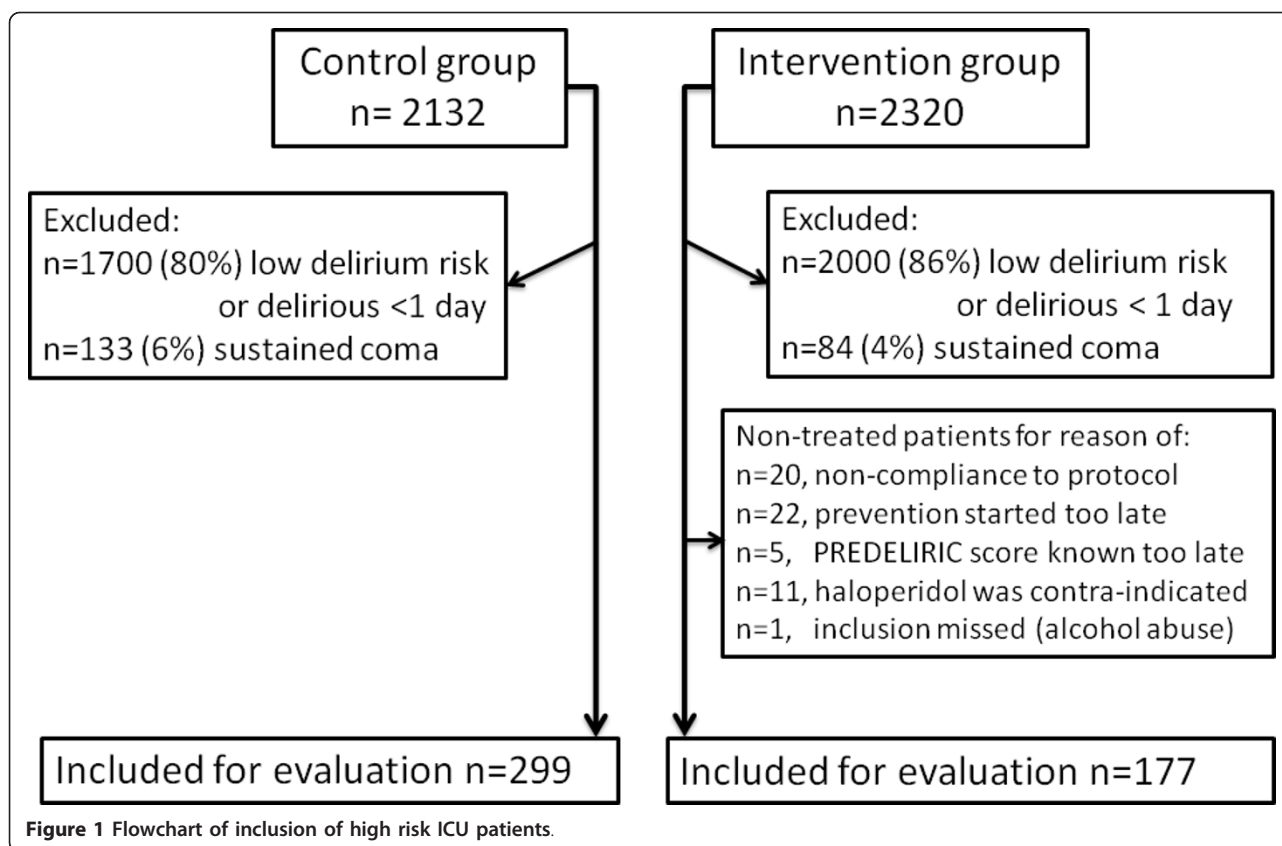 Control group
n= 2132
Intervention group
n=2320
Excluded:
n=1700 (80%) low delirium risk
or delirious <1 day
n=133 (6%) sustained coma
Excluded:
n=2000 (86%) low delirium risk
or delirious < 1 day
n=84 (4%) sustained coma
Non-treated patients for reason of:
n=20, non-compliance to protocol
n=22, prevention started too late
n=5, PREDELIRIC score known too late
n=11, haloperidol was contra-indicated
n=1, inclusion missed (alcohol abuse)
Included for evaluation n=299
Included for evaluation n=177
Figure 1 Flowchart of inclusion of high risk ICU patients.